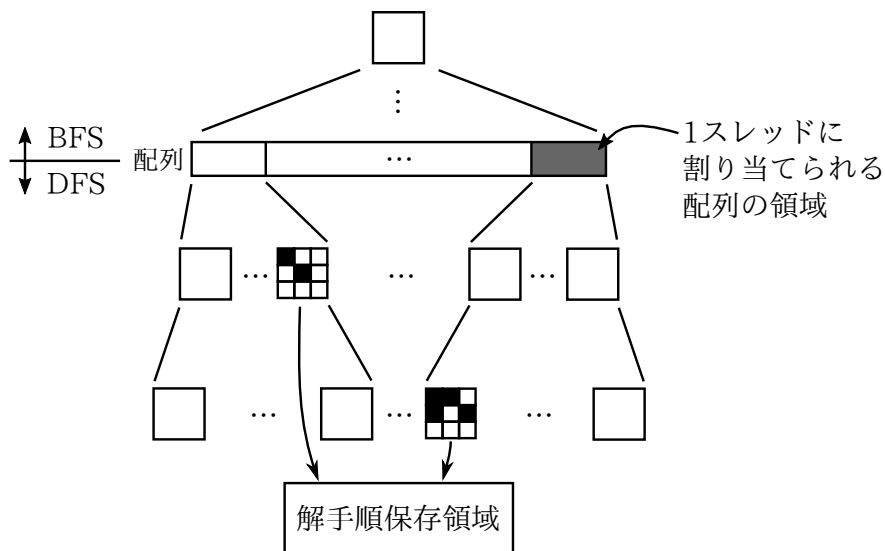 ⋮
BFS
DFS
配列
…
1スレッドに
割り当てられる
配列の領域
… … …
… … …
解手順保存領域